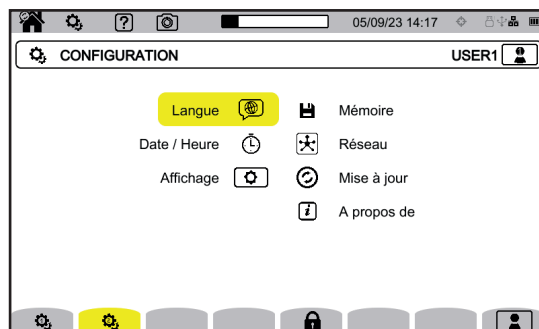 05/09/23 14:17
CONFIGURATION
USER1
Langue
Date / Heure
Affichage
Mémoire
Réseau
Mise à jour
A propos de